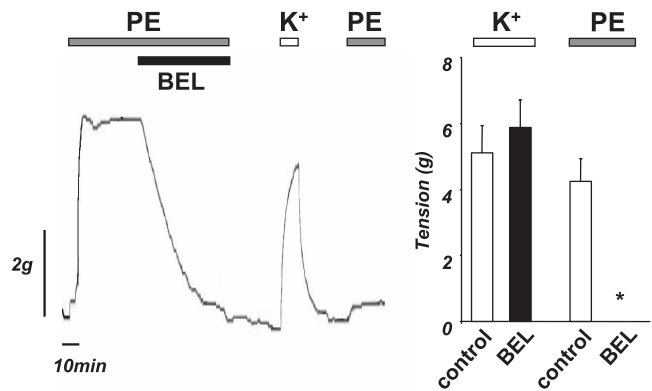 PE
K+
PE
BEL
2g
10min
K+
PE
8
6
4
2
0
Tension (g)
*
control
BEL
control
BEL